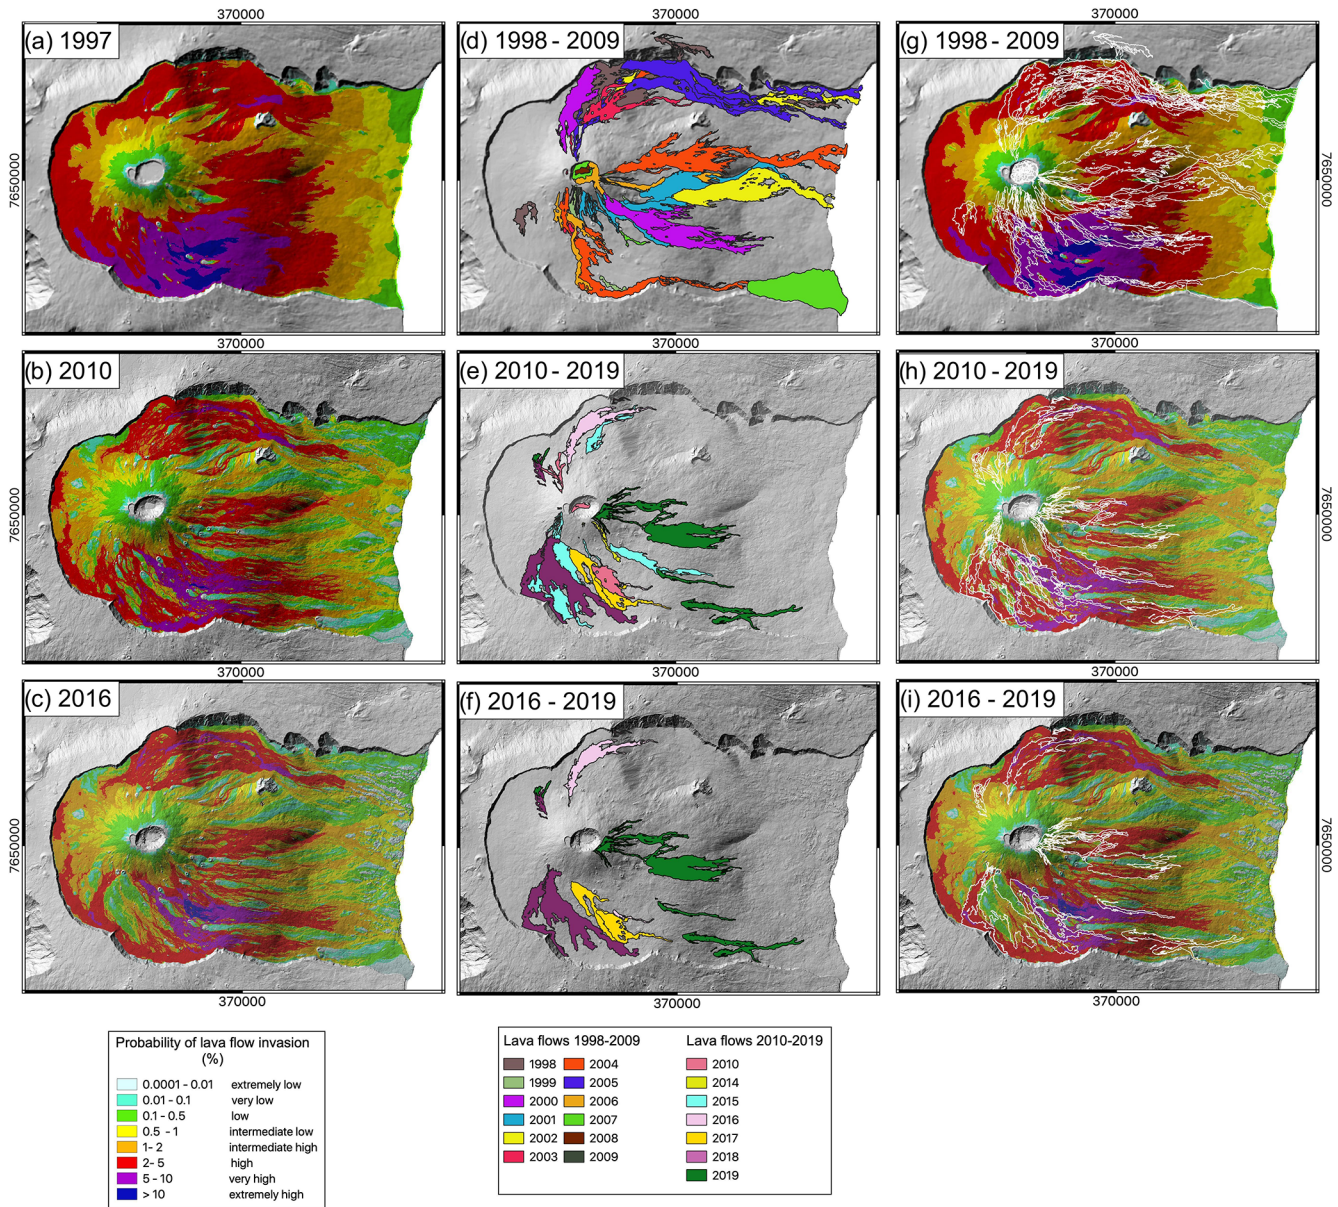 370000
370000
370000
(a) 1997
(d) 1998 - 2009
(g) 1998 - 2009
7650000
7650000
370000
370000
370000
(b) 2010
(e) 2010 - 2019
(h) 2010 - 2019
7650000
7650000
370000
370000
370000
(c) 2016
(f) 2016 - 2019
(i) 2016 - 2019
7650000
7650000
370000
370000
370000
Probability of lava flow invasion
(%)
0.0001 - 0.01 extremely low
0.01 - 0.1 very low
0.1 - 0.5 low
0.5 - 1 intermediate low
1- 2 intermediate high
2- 5 high
5 - 10 very high
> 10 extremely high
Lava flows 1998-2009
1998 2004
1999 2005
2000 2006
2001 2007
2002 2008
2003 2009
Lava flows 2010-2019
2010
2014
2015
2016
2017
2018
2019